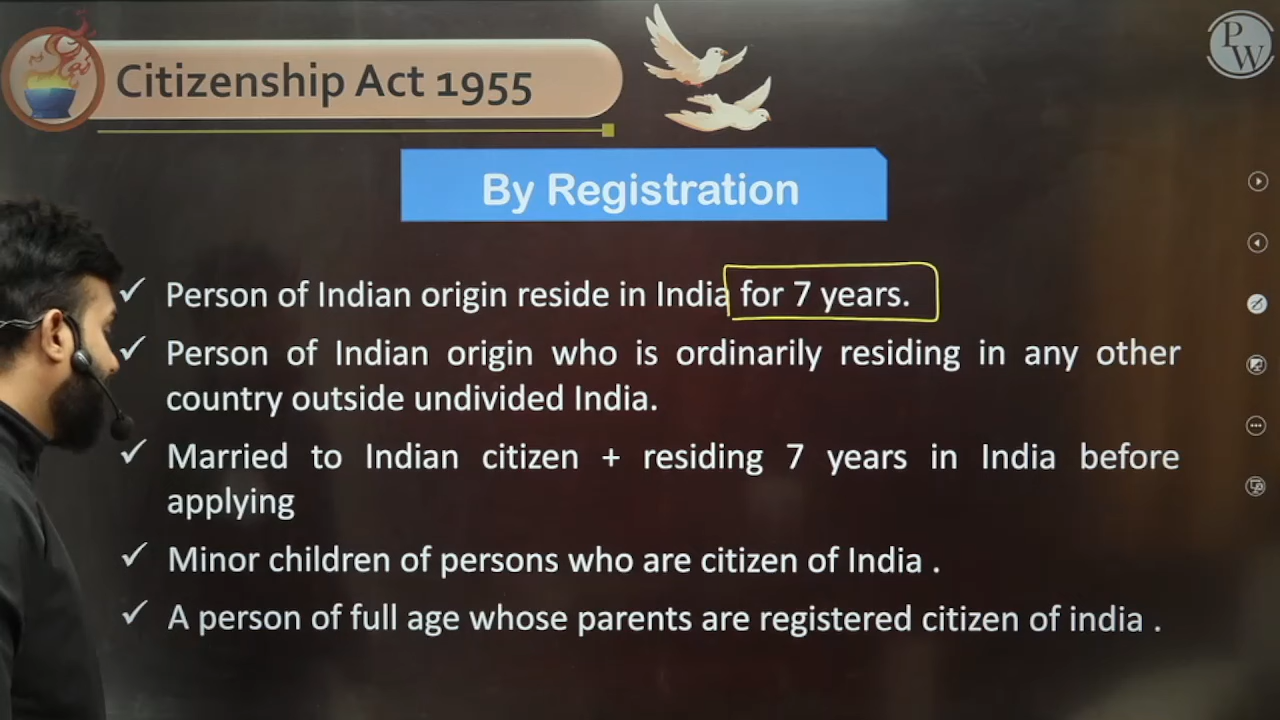 Citizenship Act 1955
PW
By Registration
✓ Person of Indian origin reside in India for 7 years.
✓ Person of Indian origin who is ordinarily residing in any other
country outside undivided India.
✓ Married to Indian citizen + residing 7 years in India before
applying
✓ Minor children of persons who are citizen of India .
✓ A person of full age whose parents are registered citizen of india .